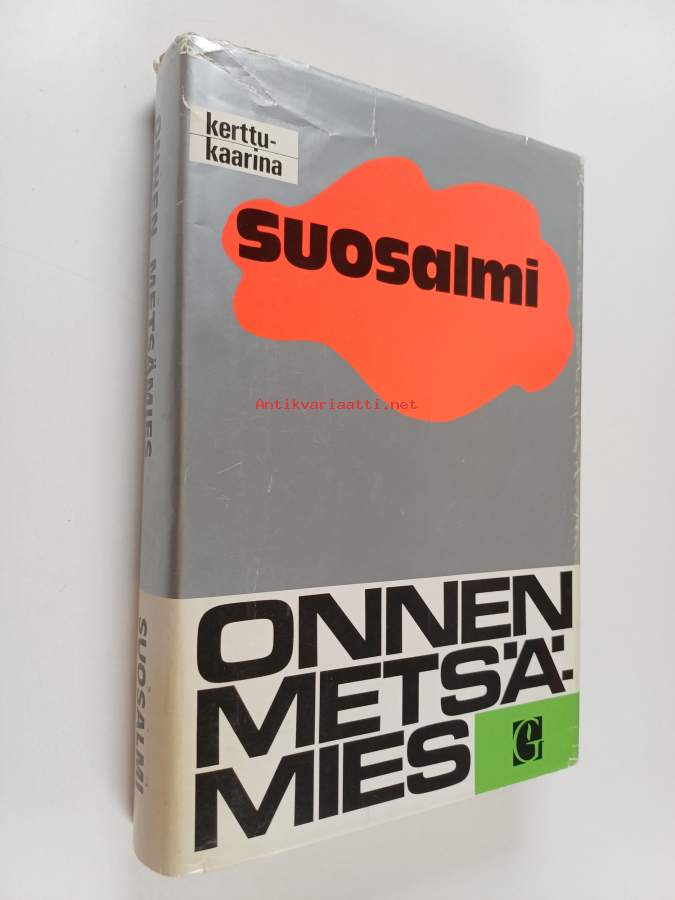 kerttu-
kaarina
suosalmi
Antikvariaatti.net
ONNEN
METSÄ-
MIES
G
ONNEN METSÄMIES
SUOSALMI